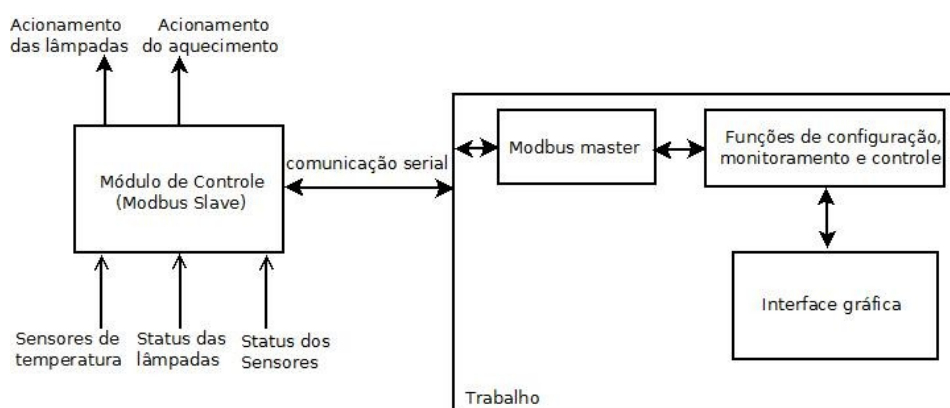 Acionamento
das lâmpadas
Acionamento
do aquecimento
Módulo de Controle
(Modbus Slave)
comunicação serial
Modbus master
Funções de configuração,
monitoramento e controle
Interface gráfica
Sensores de
temperatura
Status das
lâmpadas
Status dos
Sensores
Trabalho